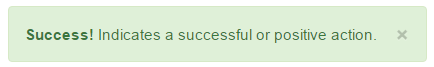 Success! Indicates a successful or positive action. ×